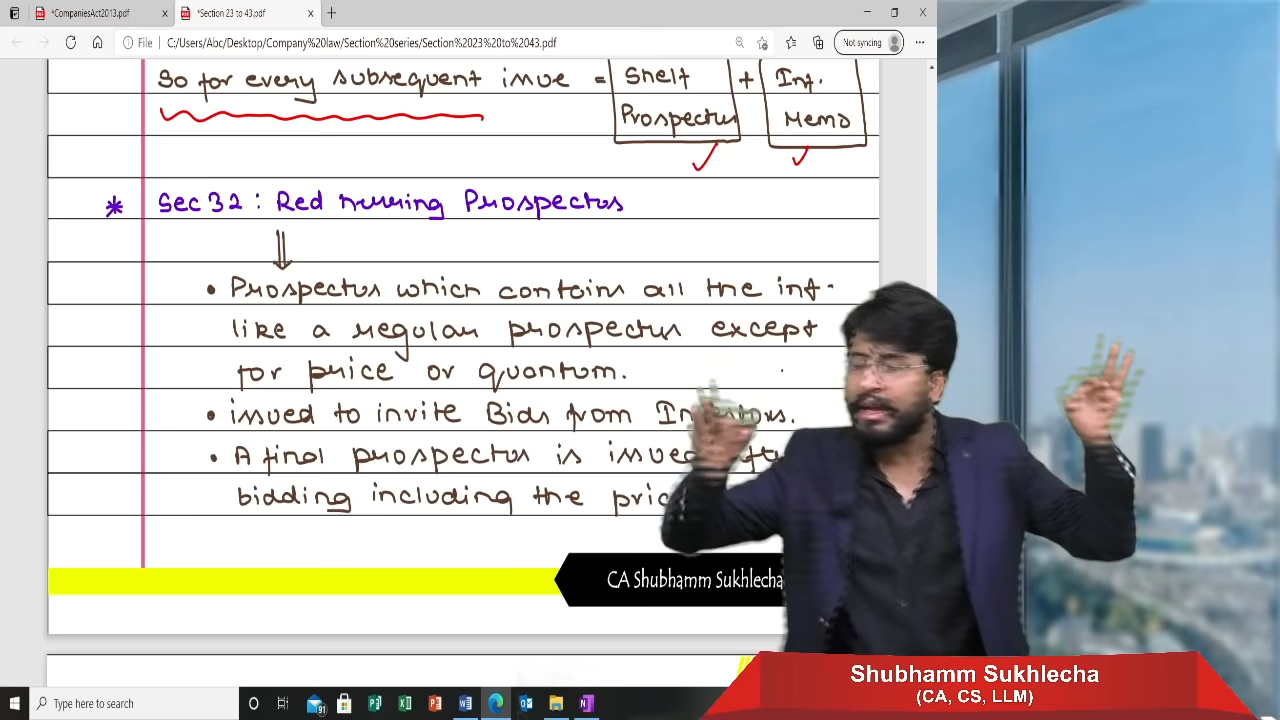 *CompaniesAct2013.pdf
*Section 23 to 43.pdf
File
C:/Users/Abc/Desktop/Company%20law/Section%20series/Section%2023%20to%2043.pdf
Not syncing
So for every subsequent issue = Shelf Prospectus + Inf. Memo
* Sec 32 : Red herring Prospectus
• Prospectus which contains all the inf.
like a regular prospectus except
for price or quantum.
• issued to invite Bids from Investors.
• A final prospectus is issued
bidding including the
CA Shubhamm Sukhlecha
Shubhamm Sukhlecha
(CA, CS, LLM)
Type here to search
91